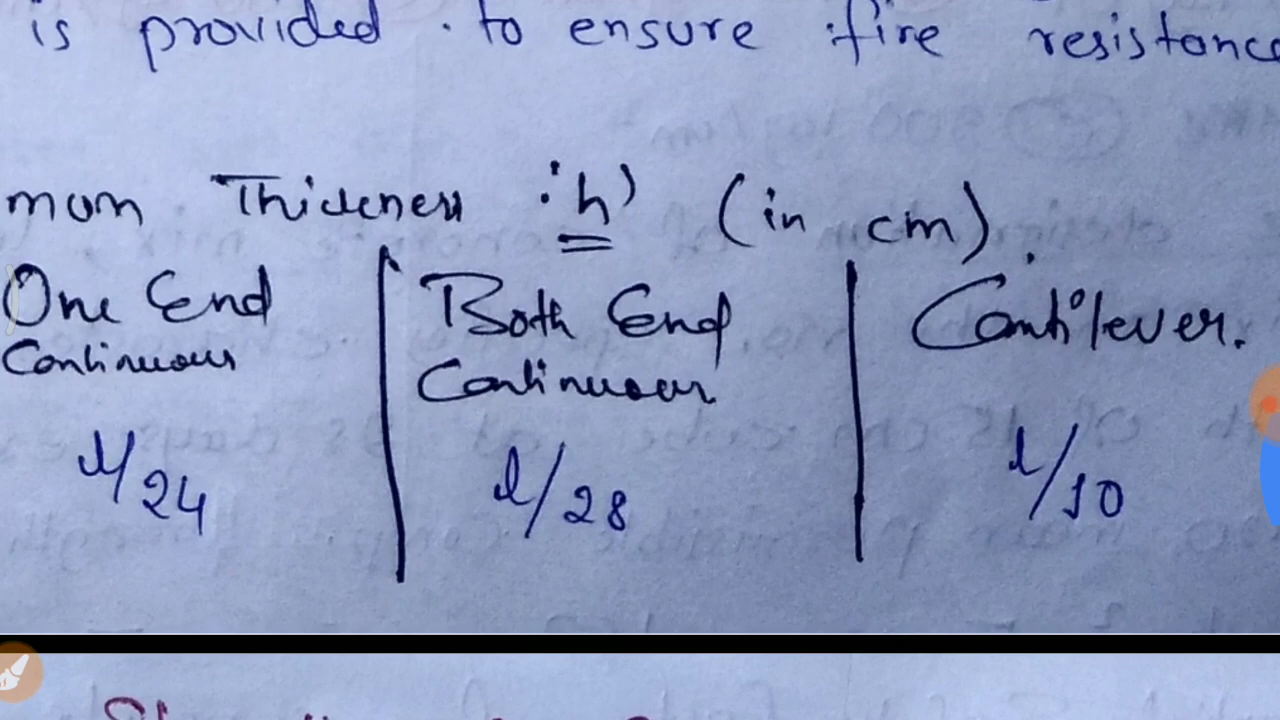 is provided · to ensure fire resistance
mum Thickness 'h' (in cm).
One End Both End Cantilever.
Continuous Continuous
l/24 l/28 l/10